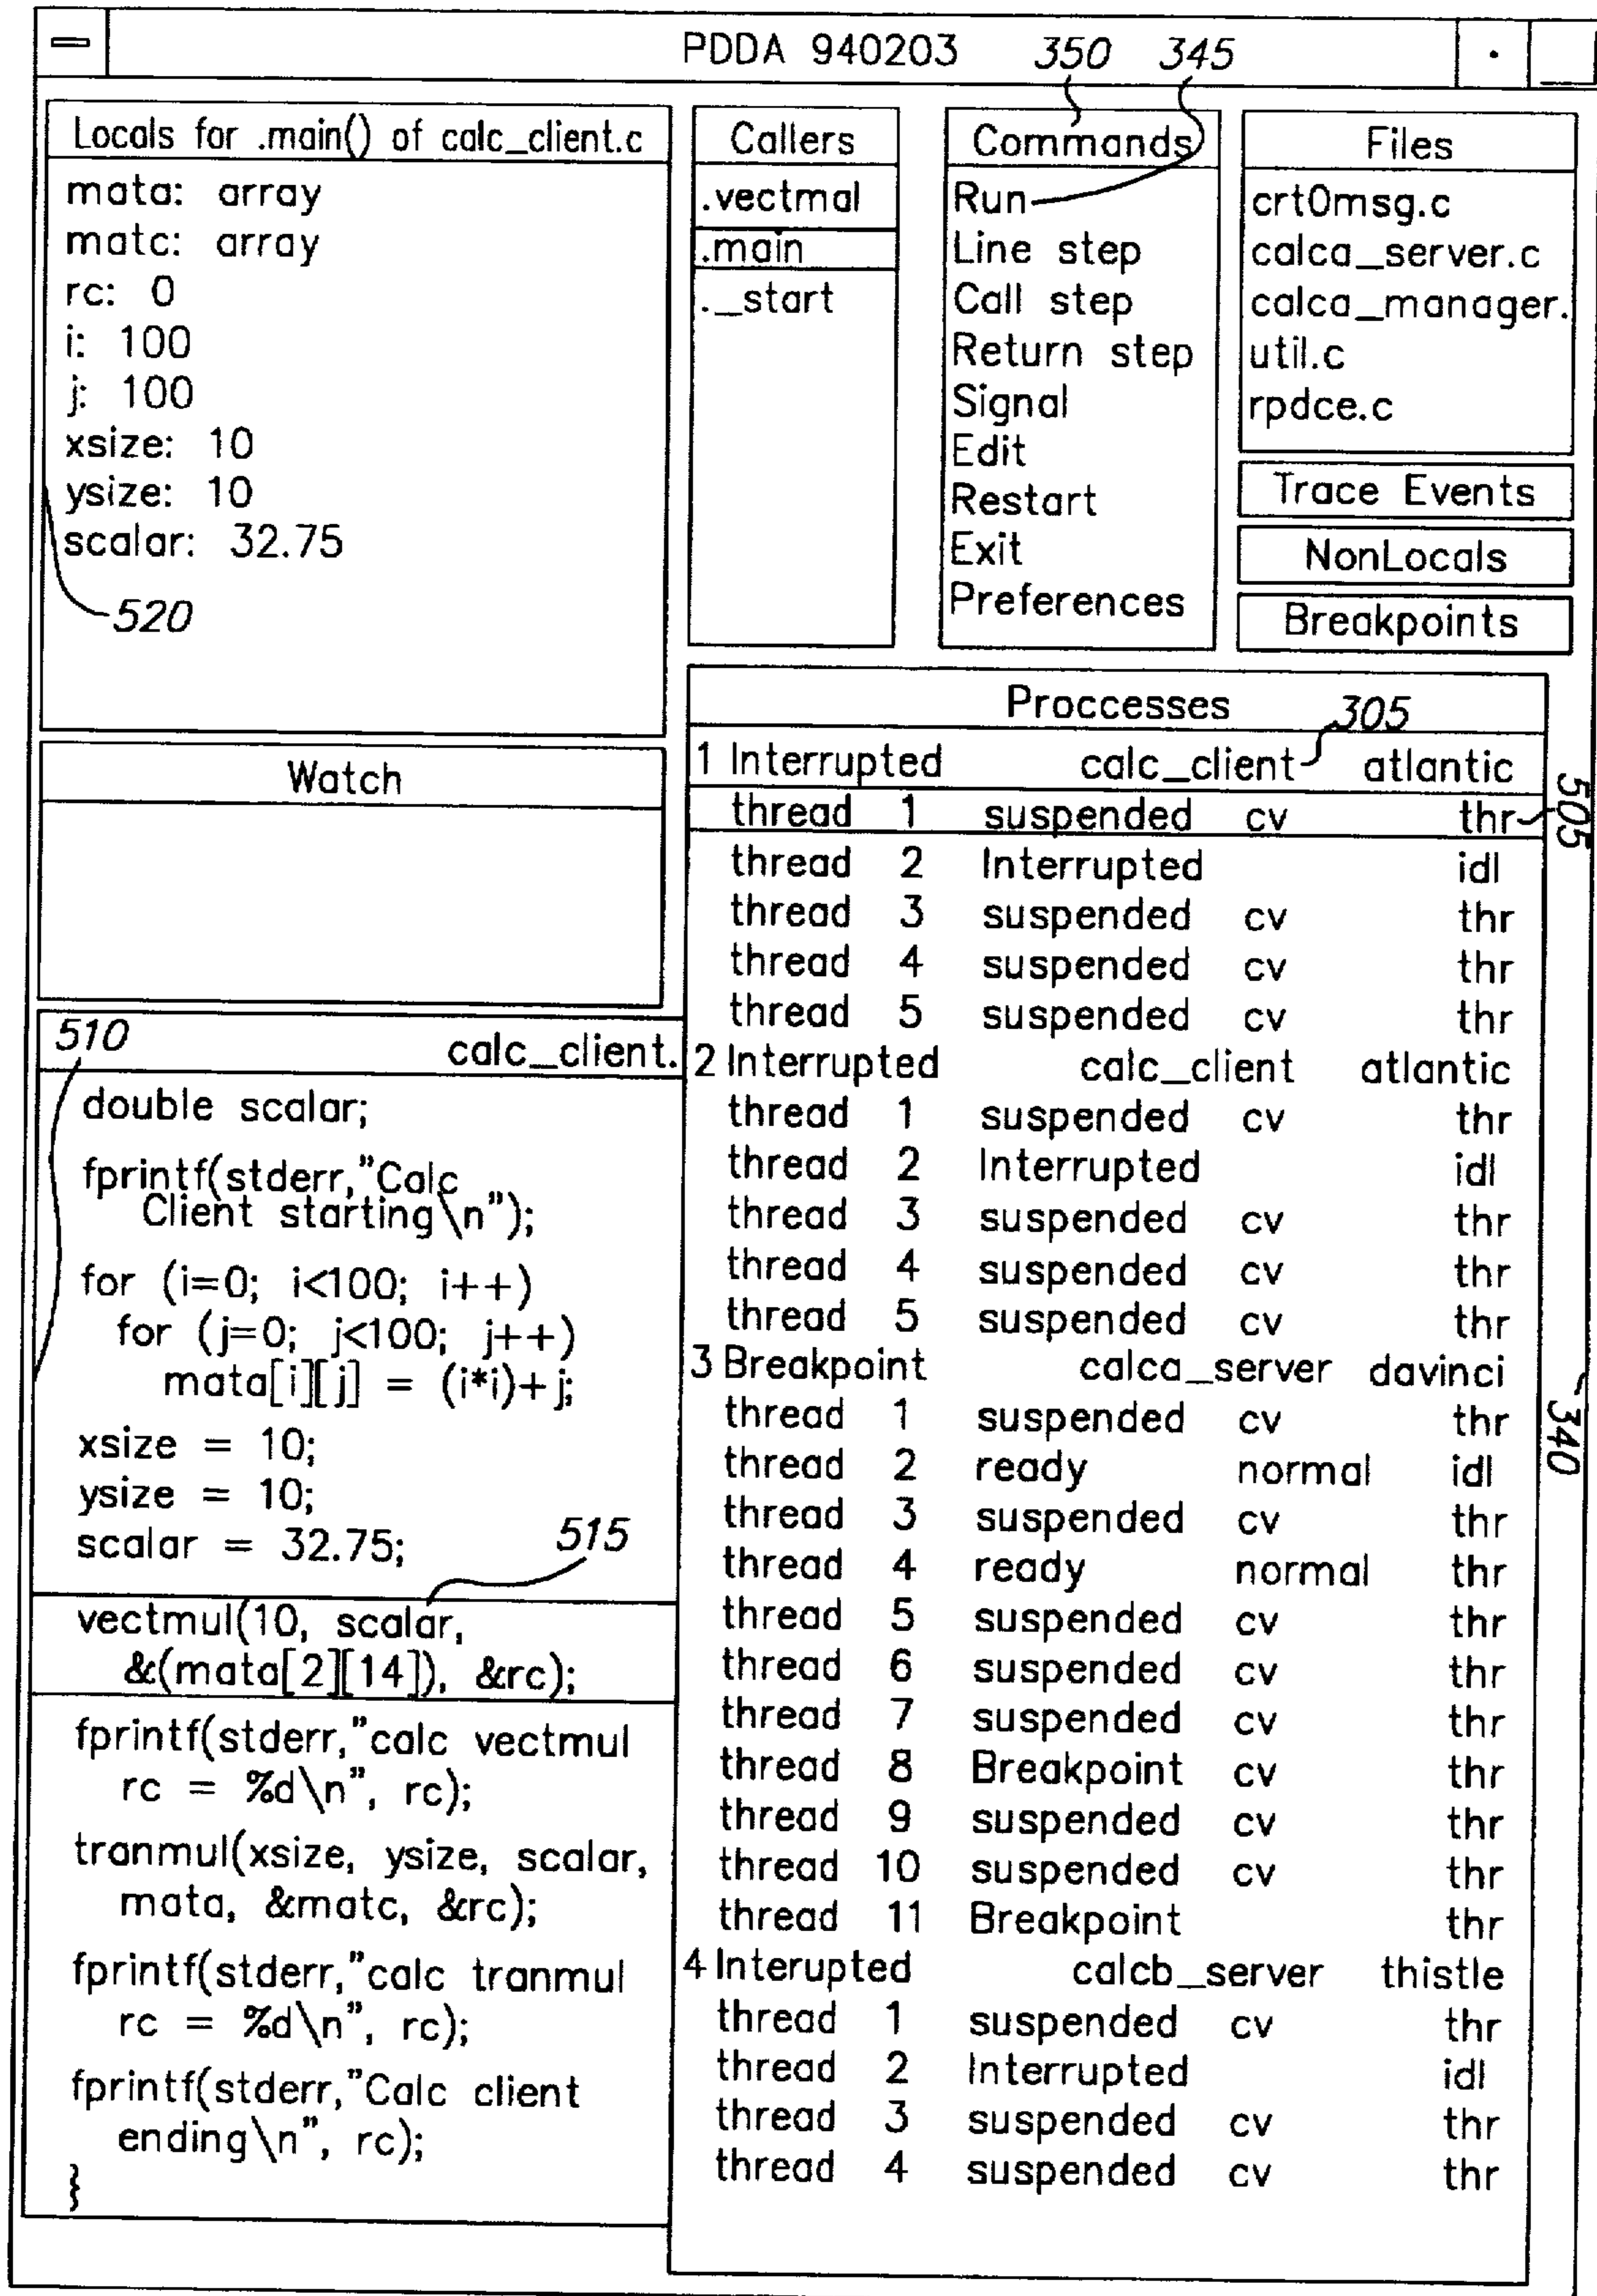 PDDA 940203 350 345
Locals for .main() of calc_client.c
mata: array
matc: array
rc: 0
i: 100
j: 100
xsize: 10
ysize: 10
scalar: 32.75
520
Callers
.vectmal
.main
._start
Commands
Run
Line step
Call step
Return step
Signal
Edit
Restart
Exit
Preferences
Files
crt0msg.c
calca_server.c
calca_manager.
util.c
rpdce.c
Trace Events
NonLocals
Breakpoints
Watch
510
calc_client.
double scalar;
fprintf(stderr,"Calc
Client starting\n");
for (i=0; i<100; i++)
for (j=0; j<100; j++)
mata[i][j] = (i*i)+j;
xsize = 10;
ysize = 10;
scalar = 32.75;
515
vectmul(10, scalar,
&(mata[2][14]), &rc);
fprintf(stderr,"calc vectmul
rc = %d\n", rc);
tranmul(xsize, ysize, scalar,
mata, &matc, &rc);
fprintf(stderr,"calc tranmul
rc = %d\n", rc);
fprintf(stderr,"Calc client
ending\n", rc);
}
Proccesses
305
1 Interrupted calc_client atlantic
thread 1 suspended cv thr
505
thread 2 Interrupted idl
thread 3 suspended cv thr
thread 4 suspended cv thr
thread 5 suspended cv thr
2 Interrupted calc_client atlantic
thread 1 suspended cv thr
thread 2 Interrupted idl
thread 3 suspended cv thr
thread 4 suspended cv thr
thread 5 suspended cv thr
3 Breakpoint calca_server davinci
340
thread 1 suspended cv thr
thread 2 ready normal idl
thread 3 suspended cv thr
thread 4 ready normal thr
thread 5 suspended cv thr
thread 6 suspended cv thr
thread 7 suspended cv thr
thread 8 Breakpoint cv thr
thread 9 suspended cv thr
thread 10 suspended cv thr
thread 11 Breakpoint thr
4 Interupted calcb_server thistle
thread 1 suspended cv thr
thread 2 Interrupted idl
thread 3 suspended cv thr
thread 4 suspended cv thr